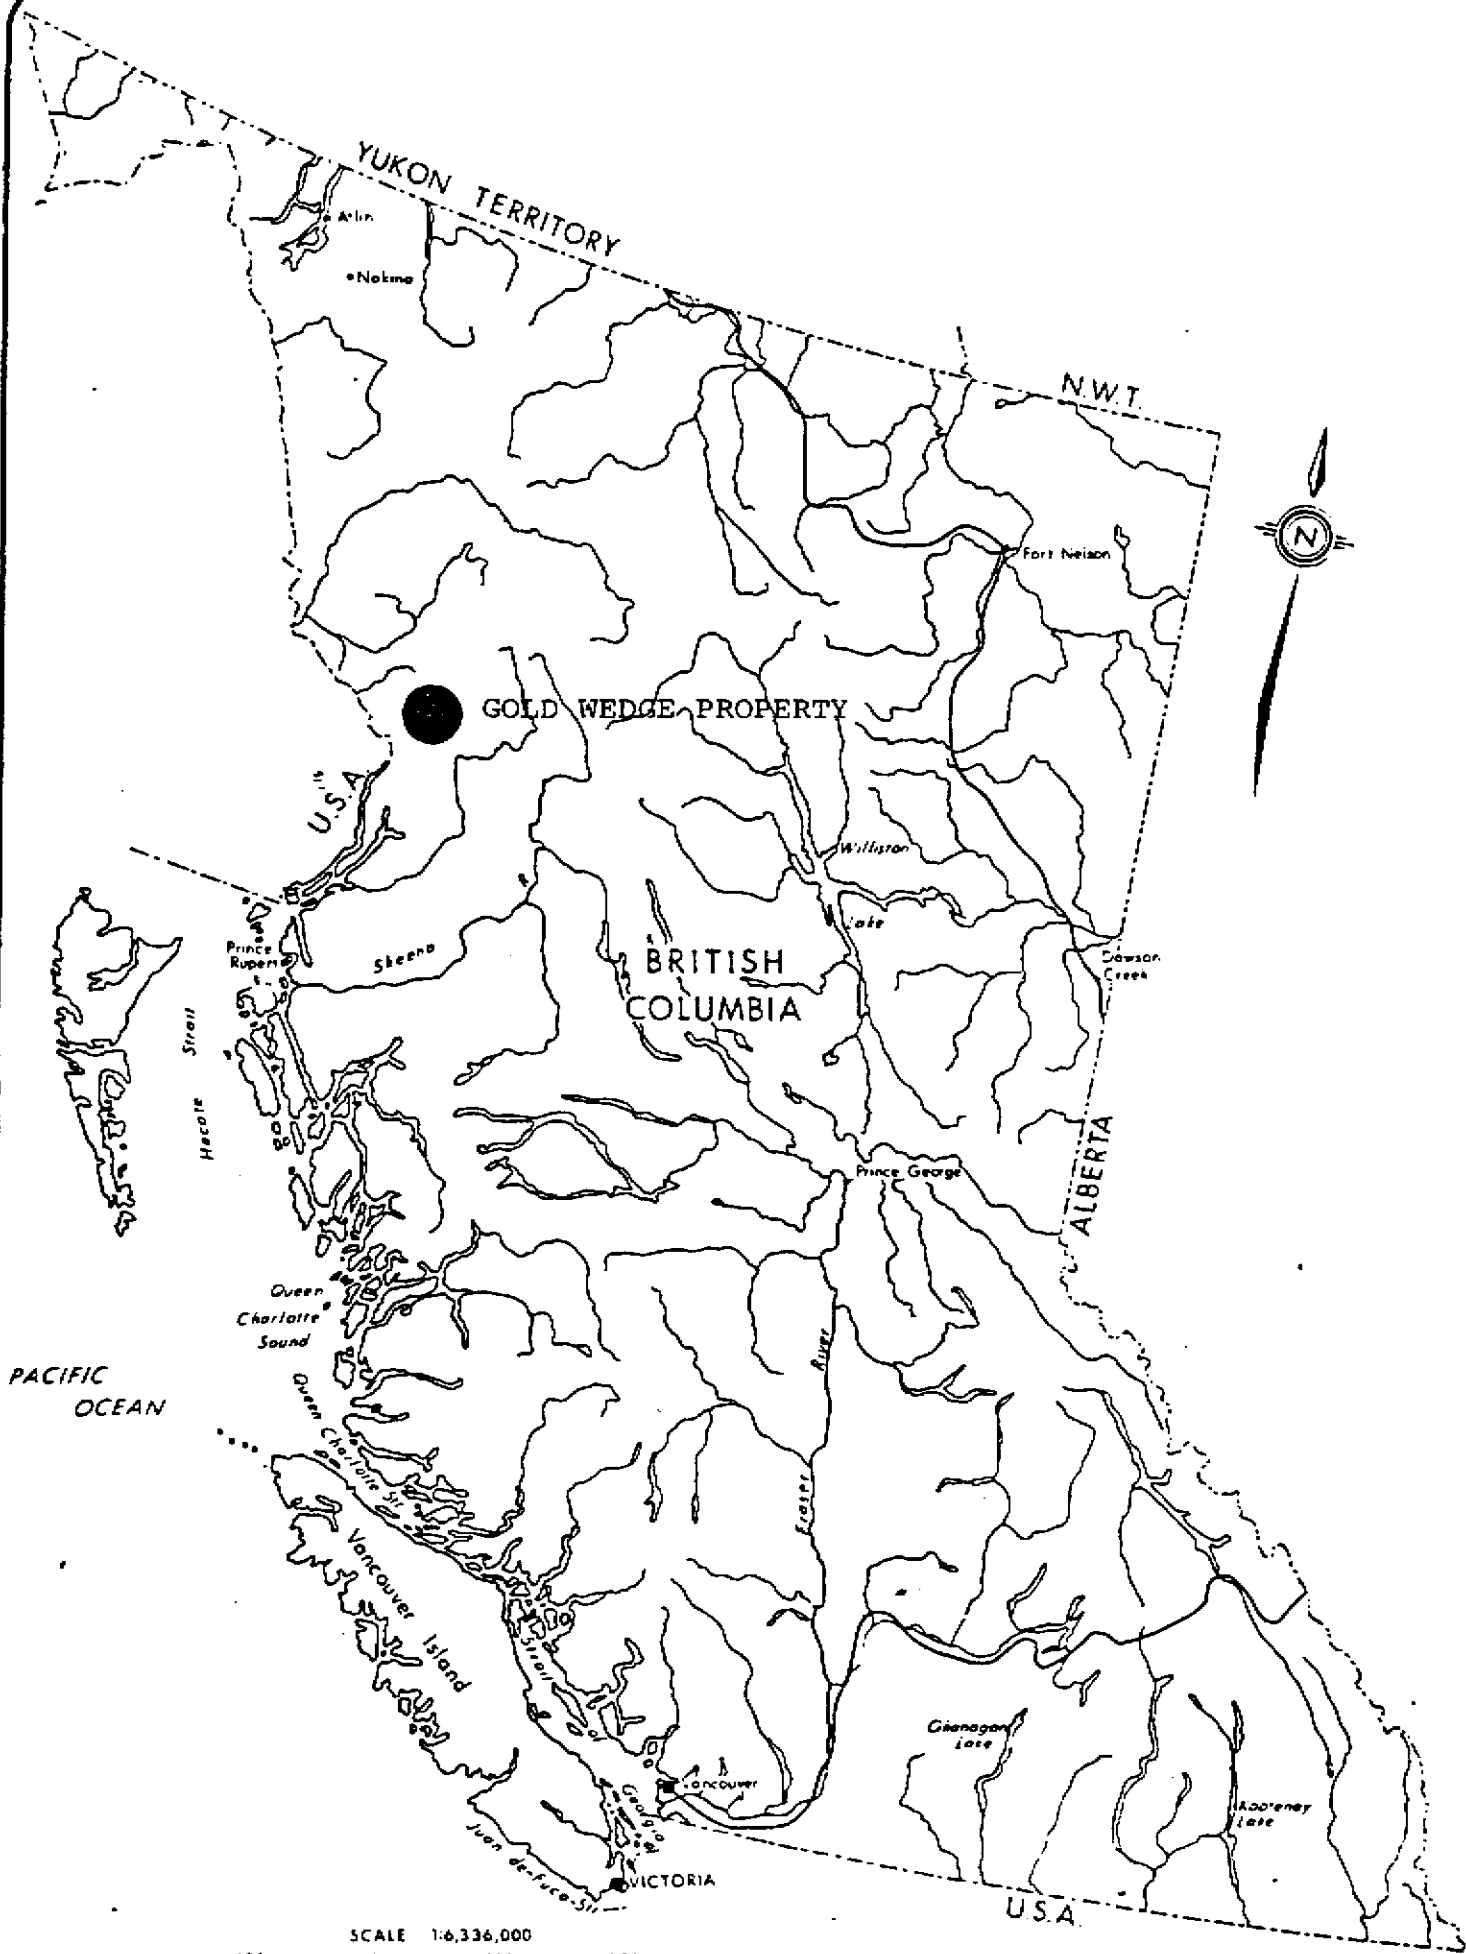 YUKON TERRITORY
Atlin
Nakina
N.W.T.
N
Fort Nelson
GOLD WEDGE PROPERTY
U.S.A.
Williston
Lake
R
Skeena
Prince
Rupert
BRITISH
COLUMBIA
Dawson
Creek
Strait
Hecate
ALBERTA
Prince George
Queen
Charlotte
Sound
River
Fraser
PACIFIC
OCEAN
Queen Charlotte Str.
Vancouver Island
Strait
Georgia
Okanagan
Lake
Vancouver
Kootenay
Lake
Juan de-Fuca-Str.
VICTORIA
U.S.A.
SCALE 1:6,336,000